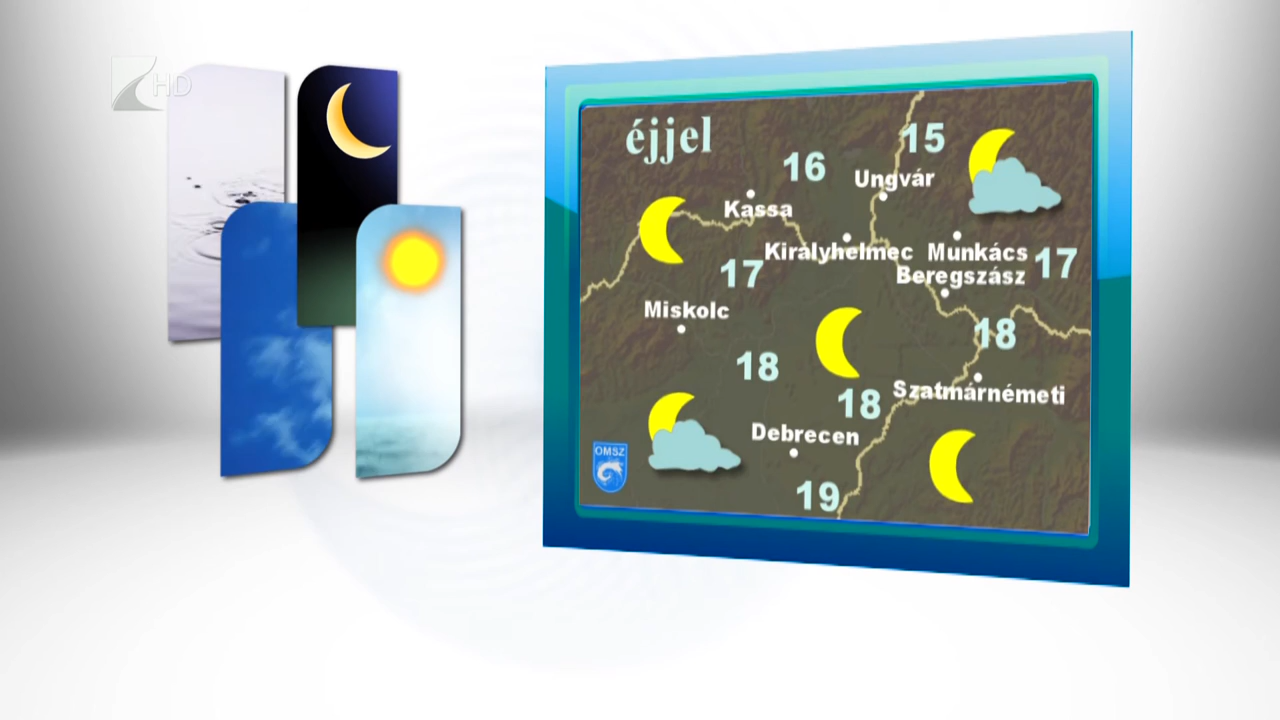 HD
éjjel
15
16
Ungvár
Kassa
Királyhelmec
Munkács
17
17
Beregszász
Miskolc
18
18
18
Szatmárnémeti
Debrecen
OMSZ
19